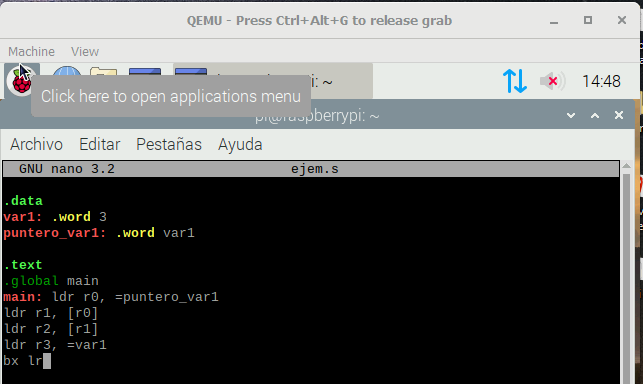 QEMU - Press Ctrl+Alt+G to release grab
Machine View
pi: ~ 14:48
Click here to open applications menu
pi@raspberrypi: ~
Archivo Editar Pestañas Ayuda
GNU nano 3.2 ejem.s
.data
var1: .word 3
puntero_var1: .word var1
.text
.global main
main: ldr r0, =puntero_var1
ldr r1, [r0]
ldr r2, [r1]
ldr r3, =var1
bx lr